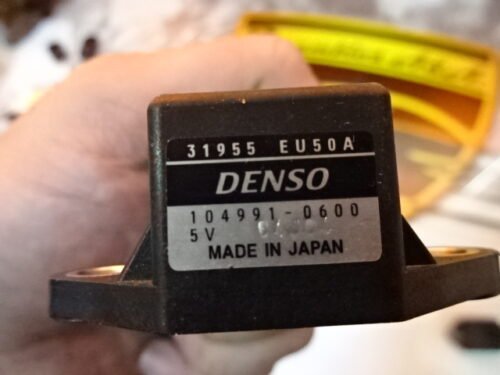 31955 EU50A
DENSO
104991-0600
5V
MADE IN JAPAN